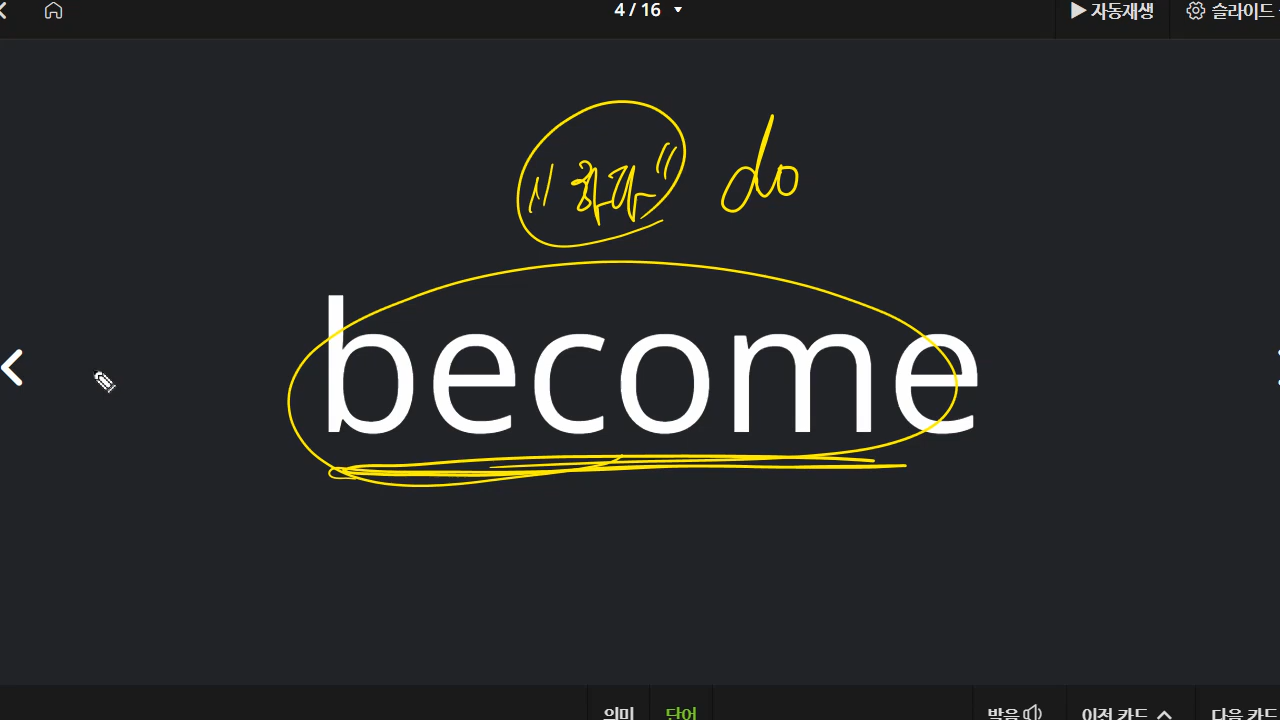 4 / 16
자동재생
슬라이드
"하다" do
become
의미 단어
발음 이전 카드 다음 카드